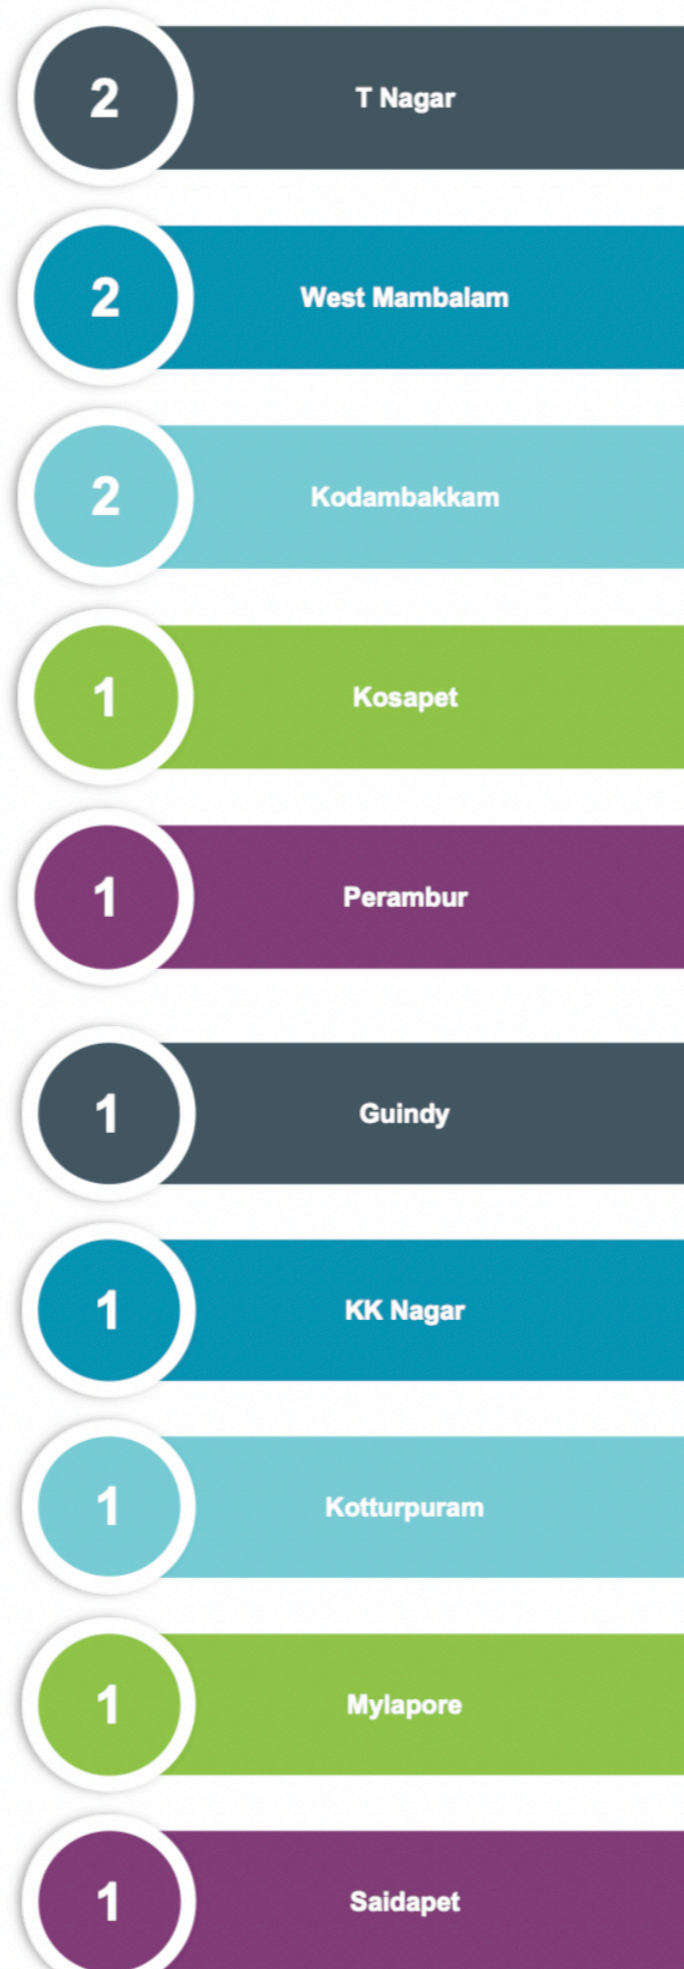 2 T Nagar
2 West Mambalam
2 Kodambakkam
1 Kosapet
1 Perambur
1 Guindy
1 KK Nagar
1 Kotturpuram
1 Mylapore
1 Saidapet